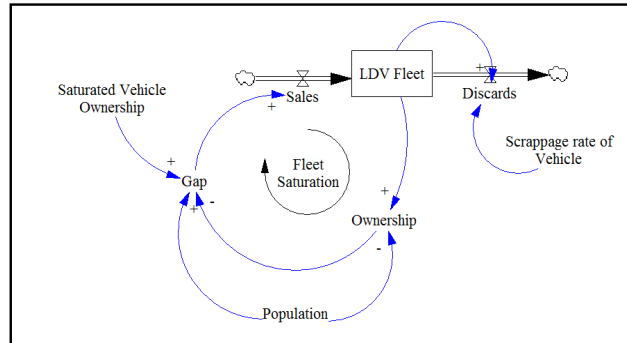 LDV Fleet
+
Saturated Vehicle
Ownership
Sales
+
Discards
Scrappage rate of
Vehicle
Fleet
Saturation
+
Gap
-
+
+
Ownership
-
Population